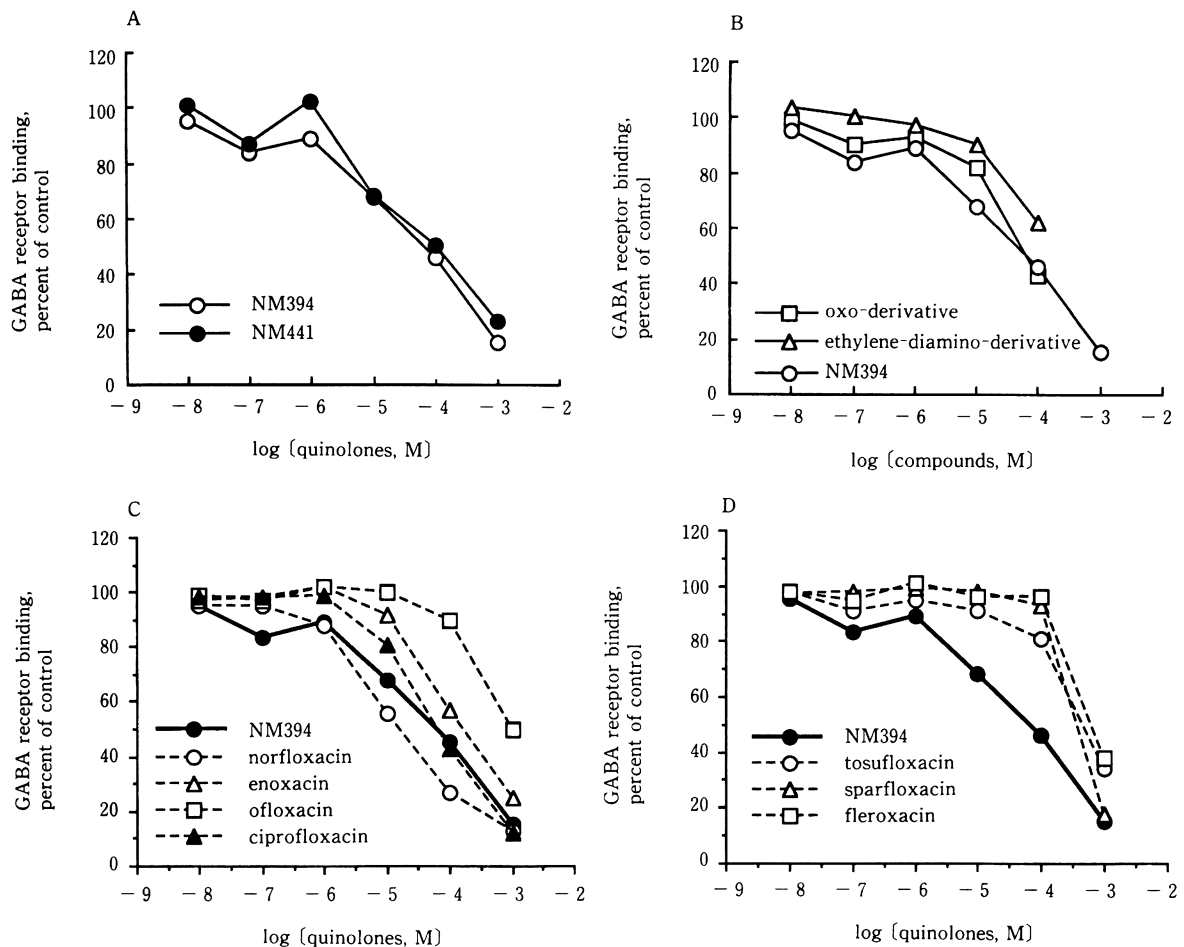 A
120
100
80
60
40
20
0
GABA receptor binding,
percent of control
NM394
NM441
−9 −8 −7 −6 −5 −4 −3 −2
log〔quinolones, M〕
B
120
100
80
60
40
20
0
GABA receptor binding,
percent of control
oxo-derivative
ethylene-diamino-derivative
NM394
−9 −8 −7 −6 −5 −4 −3 −2
log〔compounds, M〕
C
120
100
80
60
40
20
0
GABA receptor binding,
percent of control
NM394
norfloxacin
enoxacin
ofloxacin
ciprofloxacin
−9 −8 −7 −6 −5 −4 −3 −2
log〔quinolones, M〕
D
120
100
80
60
40
20
0
GABA receptor binding,
percent of control
NM394
tosufloxacin
sparfloxacin
fleroxacin
−9 −8 −7 −6 −5 −4 −3 −2
log〔quinolones, M〕